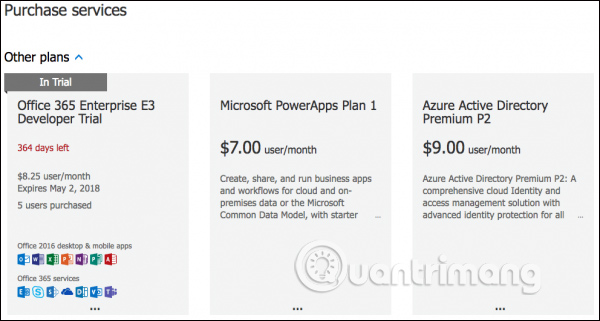 Purchase services
Other plans
In Trial
Office 365 Enterprise E3
Developer Trial
364 days left
$8.25 user/month
Expires May 2, 2018
5 users purchased
Office 2016 desktop & mobile apps
Office 365 services
...
Microsoft PowerApps Plan 1
$7.00 user/month
Create, share, and run business apps
and workflows for cloud and on-
premises data or the Microsoft
Common Data Model, with starter ...
...
Azure Active Directory
Premium P2
$9.00 user/month
Azure Active Directory Premium P2: A
comprehensive cloud Identity and
access management solution with
advanced identity protection for all ...
...
Quantrimang